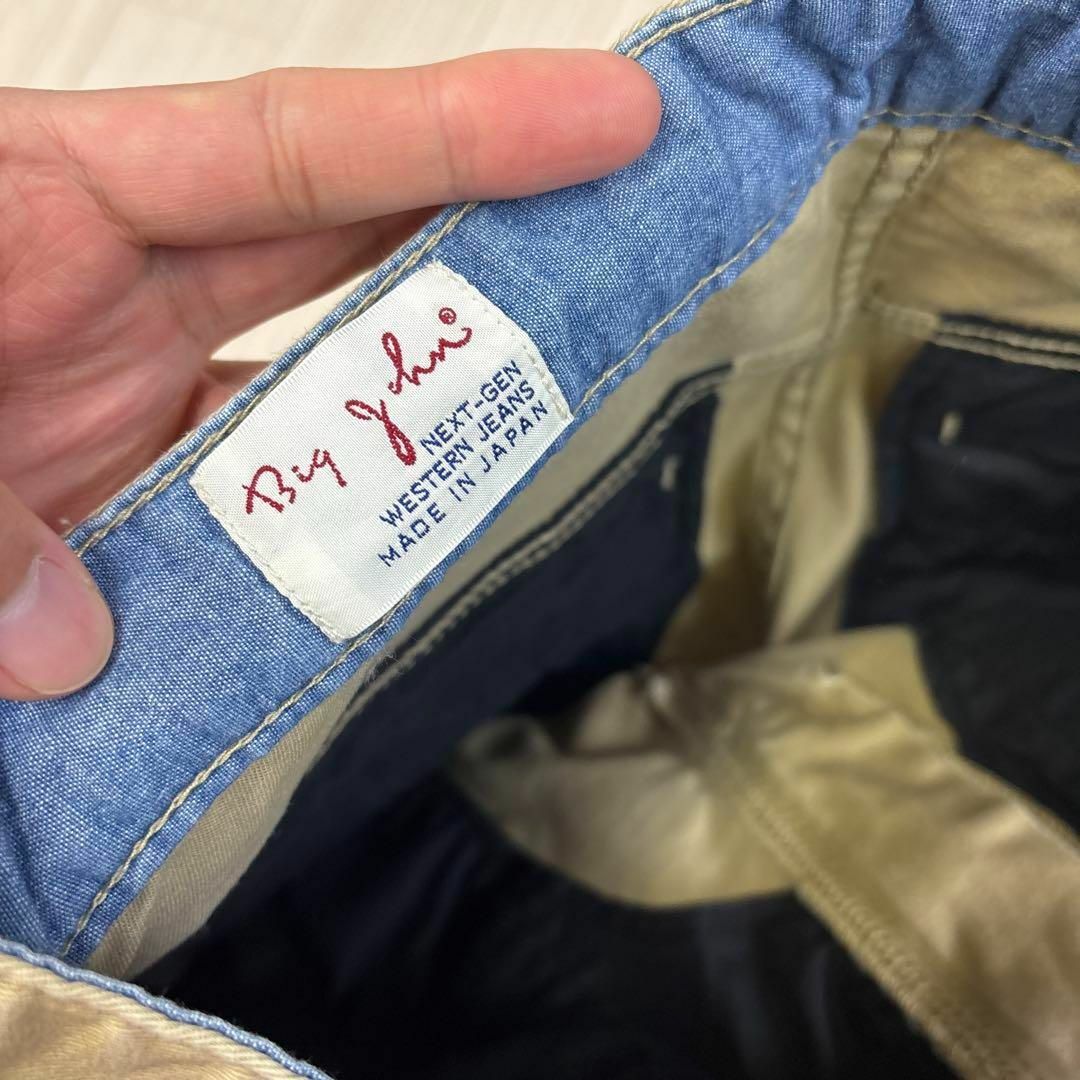 Big John®
NEXT-GEN
WESTERN JEANS
MADE IN JAPAN